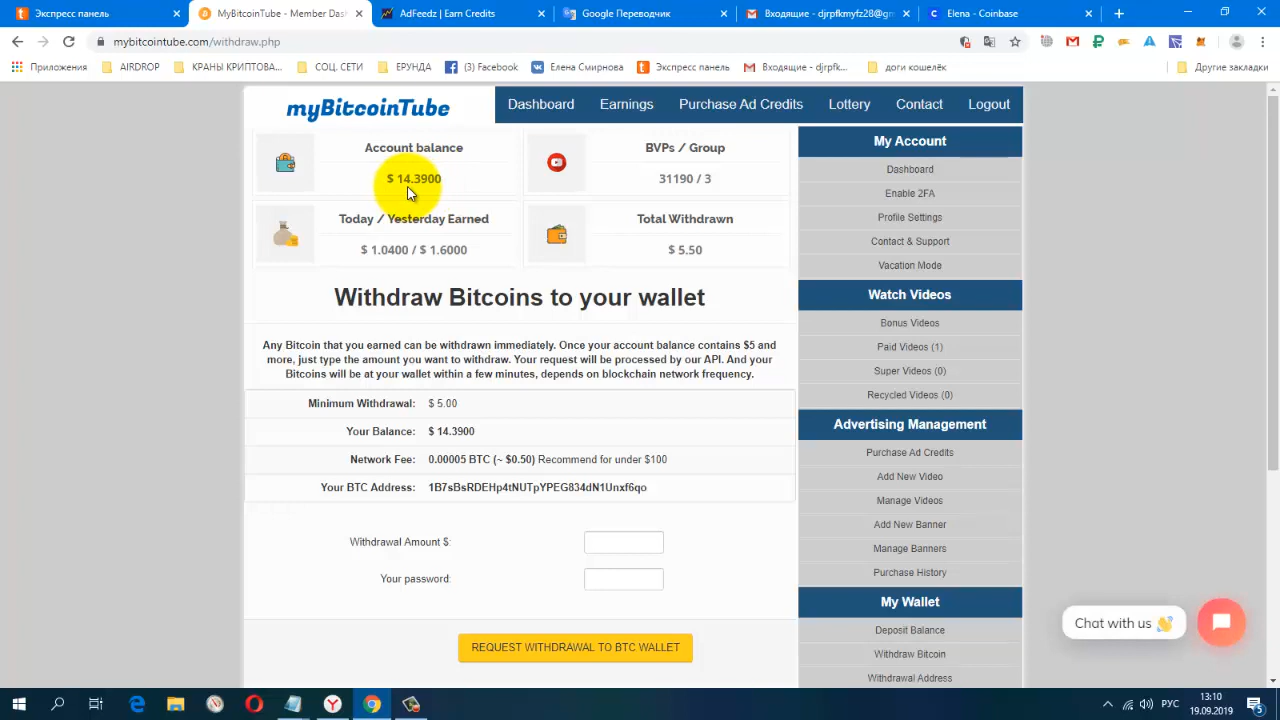 Экспресс панель
MyBitcoinTube - Member Das
AdFeedz | Earn Credits
Google Переводчик
Входящие - djrpfkmyfz28@gm
Elena - Coinbase
mybitcointube.com/withdraw.php
Приложения
AIRDROP
КРАНЫ КРИПТОВА...
СОЦ. СЕТИ
ЕРУНДА
(3) Facebook
Елена Смирнова
Экспресс панель
Входящие - djrpfk...
доги кошелёк
Другие закладки
myBitcoinTube
Dashboard
Earnings
Purchase Ad Credits
Lottery
Contact
Logout
Account balance
$ 14.3900
BVPs / Group
31190 / 3
Today / Yesterday Earned
$ 1.0400 / $ 1.6000
Total Withdrawn
$ 5.50
Withdraw Bitcoins to your wallet
Any Bitcoin that you earned can be withdrawn immediately. Once your account balance contains $5 and
more, just type the amount you want to withdraw. Your request will be processed by our API. And your
Bitcoins will be at your wallet within a few minutes, depends on blockchain network frequency.
Minimum Withdrawal: $ 5.00
Your Balance: $ 14.3900
Network Fee: 0.00005 BTC (~ $0.50) Recommend for under $100
Your BTC Address: 1B7sBsRDEHp4tNUTpYPEG834dN1Unxf6qo
Withdrawal Amount $:
Your password:
REQUEST WITHDRAWAL TO BTC WALLET
My Account
Dashboard
Enable 2FA
Profile Settings
Contact & Support
Vacation Mode
Watch Videos
Bonus Videos
Paid Videos (1)
Super Videos (0)
Recycled Videos (0)
Advertising Management
Purchase Ad Credits
Add New Video
Manage Videos
Add New Banner
Manage Banners
Purchase History
My Wallet
Deposit Balance
Withdraw Bitcoin
Withdrawal Address
Chat with us 👋
РУС
13:10
19.09.2019
5